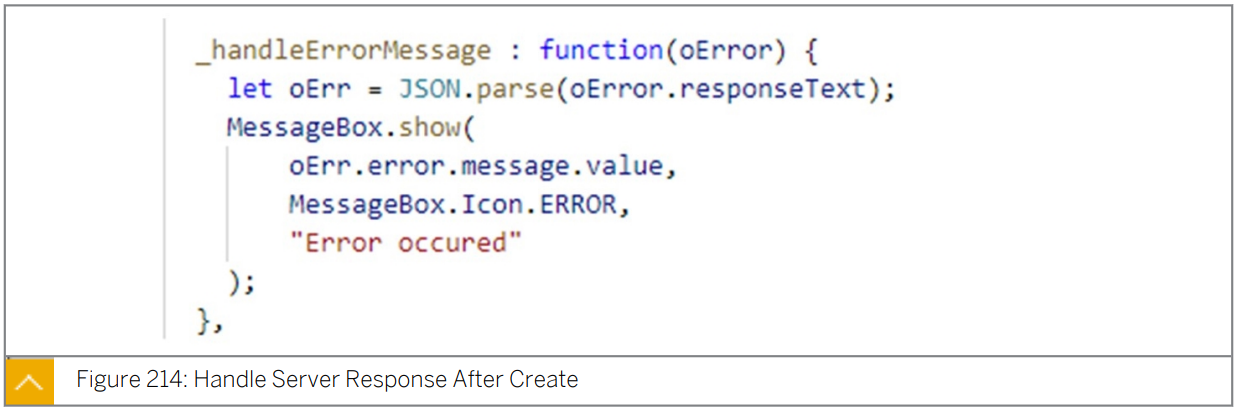 _handleErrorMessage : function(oError) {
let oErr = JSON.parse(oError.responseText);
MessageBox.show(
oErr.error.message.value,
MessageBox.Icon.ERROR,
"Error occured"
);
},
Figure 214: Handle Server Response After Create